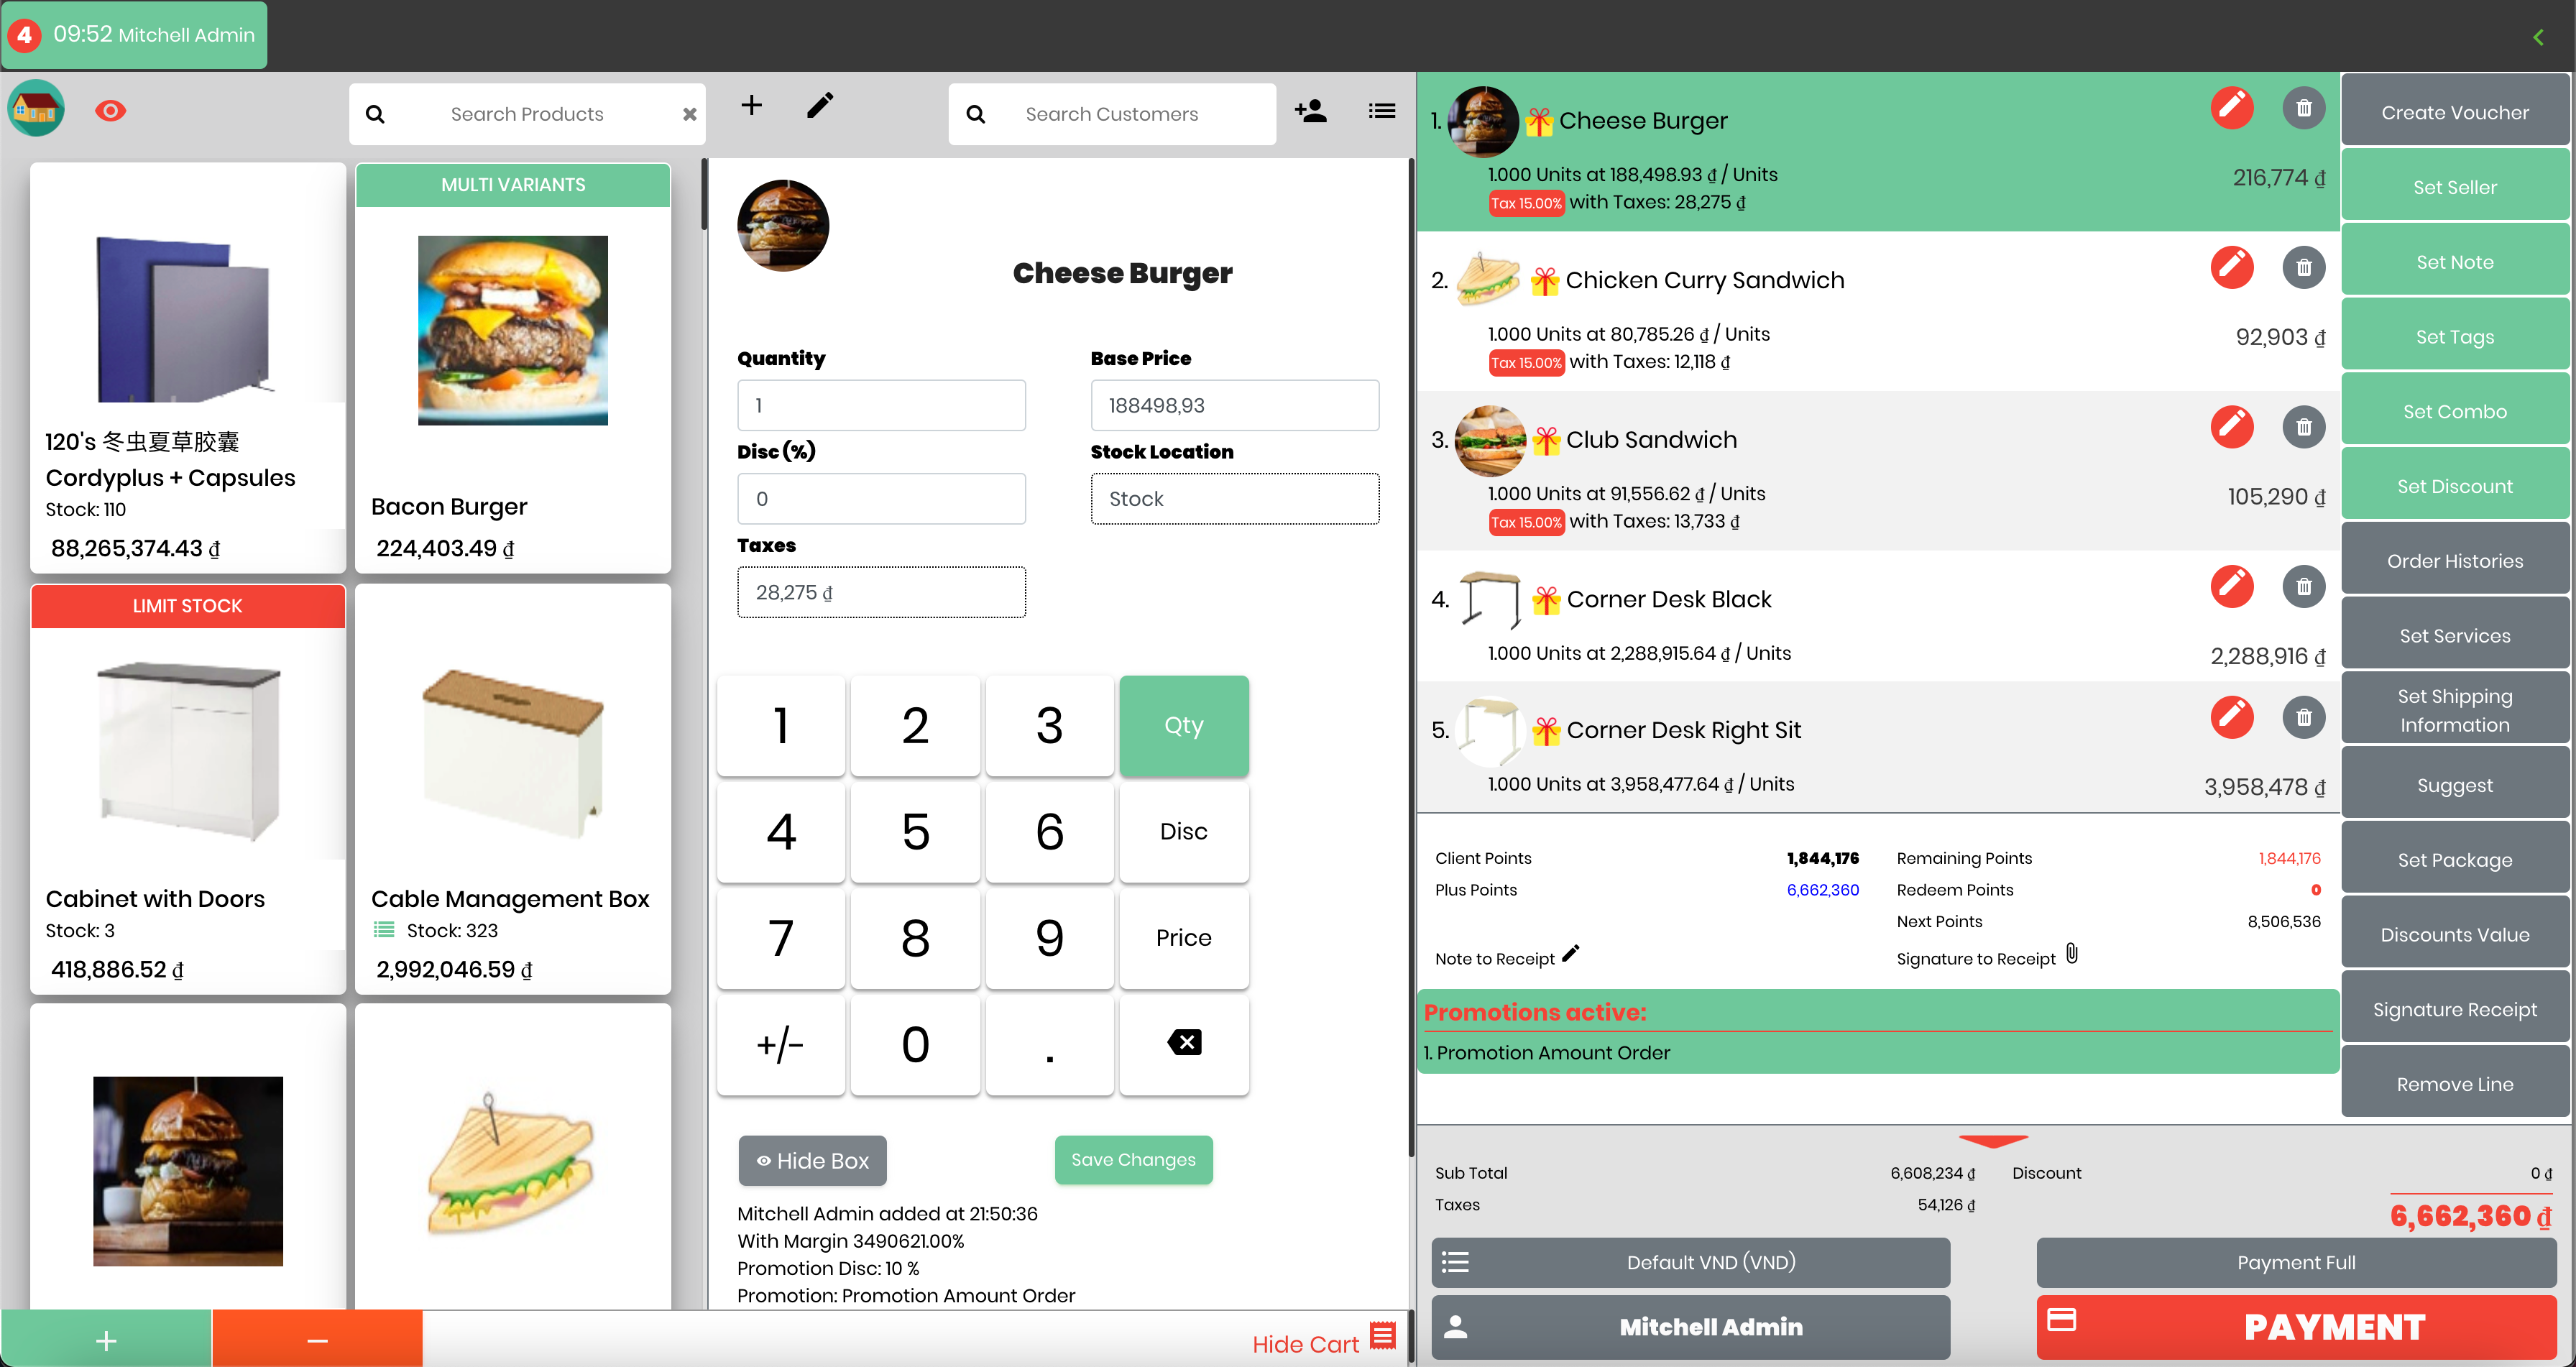 4 09:52 Mitchell Admin
Search Products
Search Customers
120's 冬虫夏草胶囊
Cordyplus + Capsules
Stock: 110
88,265,374.43 ₫
MULTI VARIANTS
Bacon Burger
224,403.49 ₫
LIMIT STOCK
Cabinet with Doors
Stock: 3
418,886.52 ₫
Cable Management Box
Stock: 323
2,992,046.59 ₫
+
−
Cheese Burger
Quantity
1
Base Price
188498,93
Disc (%)
0
Stock Location
Stock
Taxes
28,275 ₫
1 2 3 Qty
4 5 6 Disc
7 8 9 Price
+/- 0 .
Hide Box
Save Changes
Mitchell Admin added at 21:50:36
With Margin 3490621.00%
Promotion Disc: 10 %
Promotion: Promotion Amount Order
Hide Cart
1. Cheese Burger
1.000 Units at 188,498.93 ₫ / Units
216,774 ₫
Tax 15.00% with Taxes: 28,275 ₫
2. Chicken Curry Sandwich
1.000 Units at 80,785.26 ₫ / Units
92,903 ₫
Tax 15.00% with Taxes: 12,118 ₫
3. Club Sandwich
1.000 Units at 91,556.62 ₫ / Units
105,290 ₫
Tax 15.00% with Taxes: 13,733 ₫
4. Corner Desk Black
1.000 Units at 2,288,915.64 ₫ / Units
2,288,916 ₫
5. Corner Desk Right Sit
1.000 Units at 3,958,477.64 ₫ / Units
3,958,478 ₫
Client Points 1,844,176 Remaining Points 1,844,176
Plus Points 6,662,360 Redeem Points 0
Next Points 8,506,536
Note to Receipt
Signature to Receipt
Promotions active:
1. Promotion Amount Order
Sub Total 6,608,234 ₫ Discount 0 ₫
Taxes 54,126 ₫
6,662,360 ₫
Default VND (VND)
Payment Full
Mitchell Admin
PAYMENT
Create Voucher
Set Seller
Set Note
Set Tags
Set Combo
Set Discount
Order Histories
Set Services
Set Shipping
Information
Suggest
Set Package
Discounts Value
Signature Receipt
Remove Line